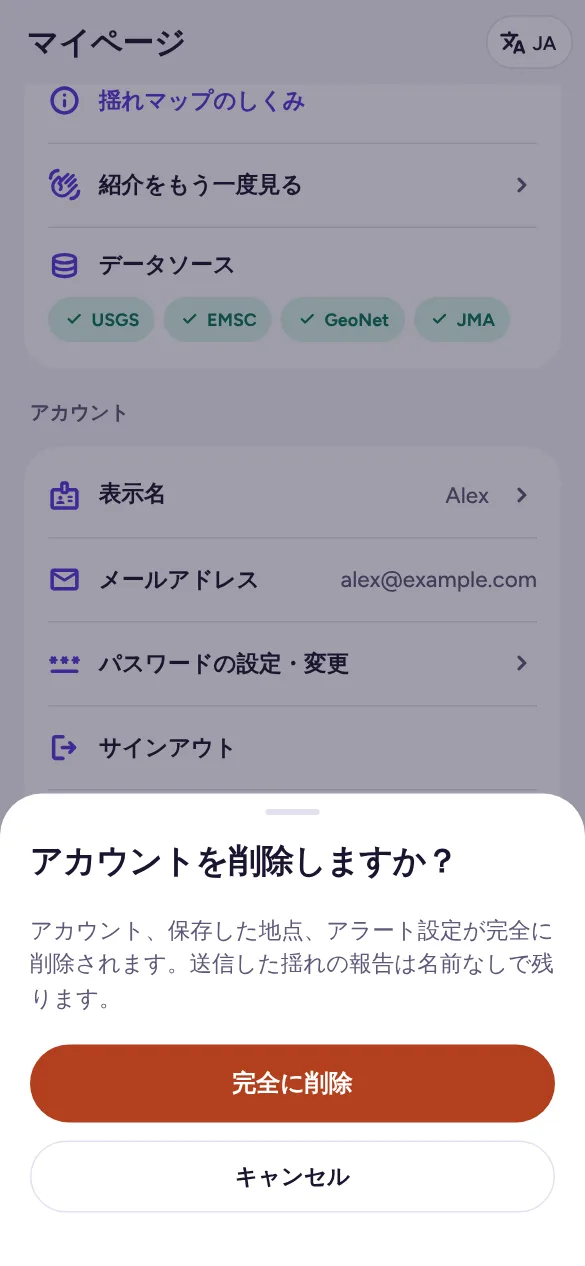 マイページ
JA
揺れマップのしくみ
紹介をもう一度見る
データソース
USGS
EMSC
GeoNet
JMA
アカウント
表示名
Alex
メールアドレス
alex@example.com
パスワードの設定・変更
サインアウト
アカウントを削除しますか？
アカウント、保存した地点、アラート設定が完全に
削除されます。送信した揺れの報告は名前なしで残
ります。
完全に削除
キャンセル